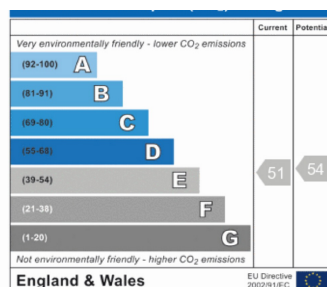 Current Potential
Very environmentally friendly - lower CO2 emissions
(92-100) A
(81-91) B
(69-80) C
(55-68) D
(39-54) E 51 54
(21-38) F
(1-20) G
Not environmentally friendly - higher CO2 emissions
England & Wales
EU Directive
2002/91/EC